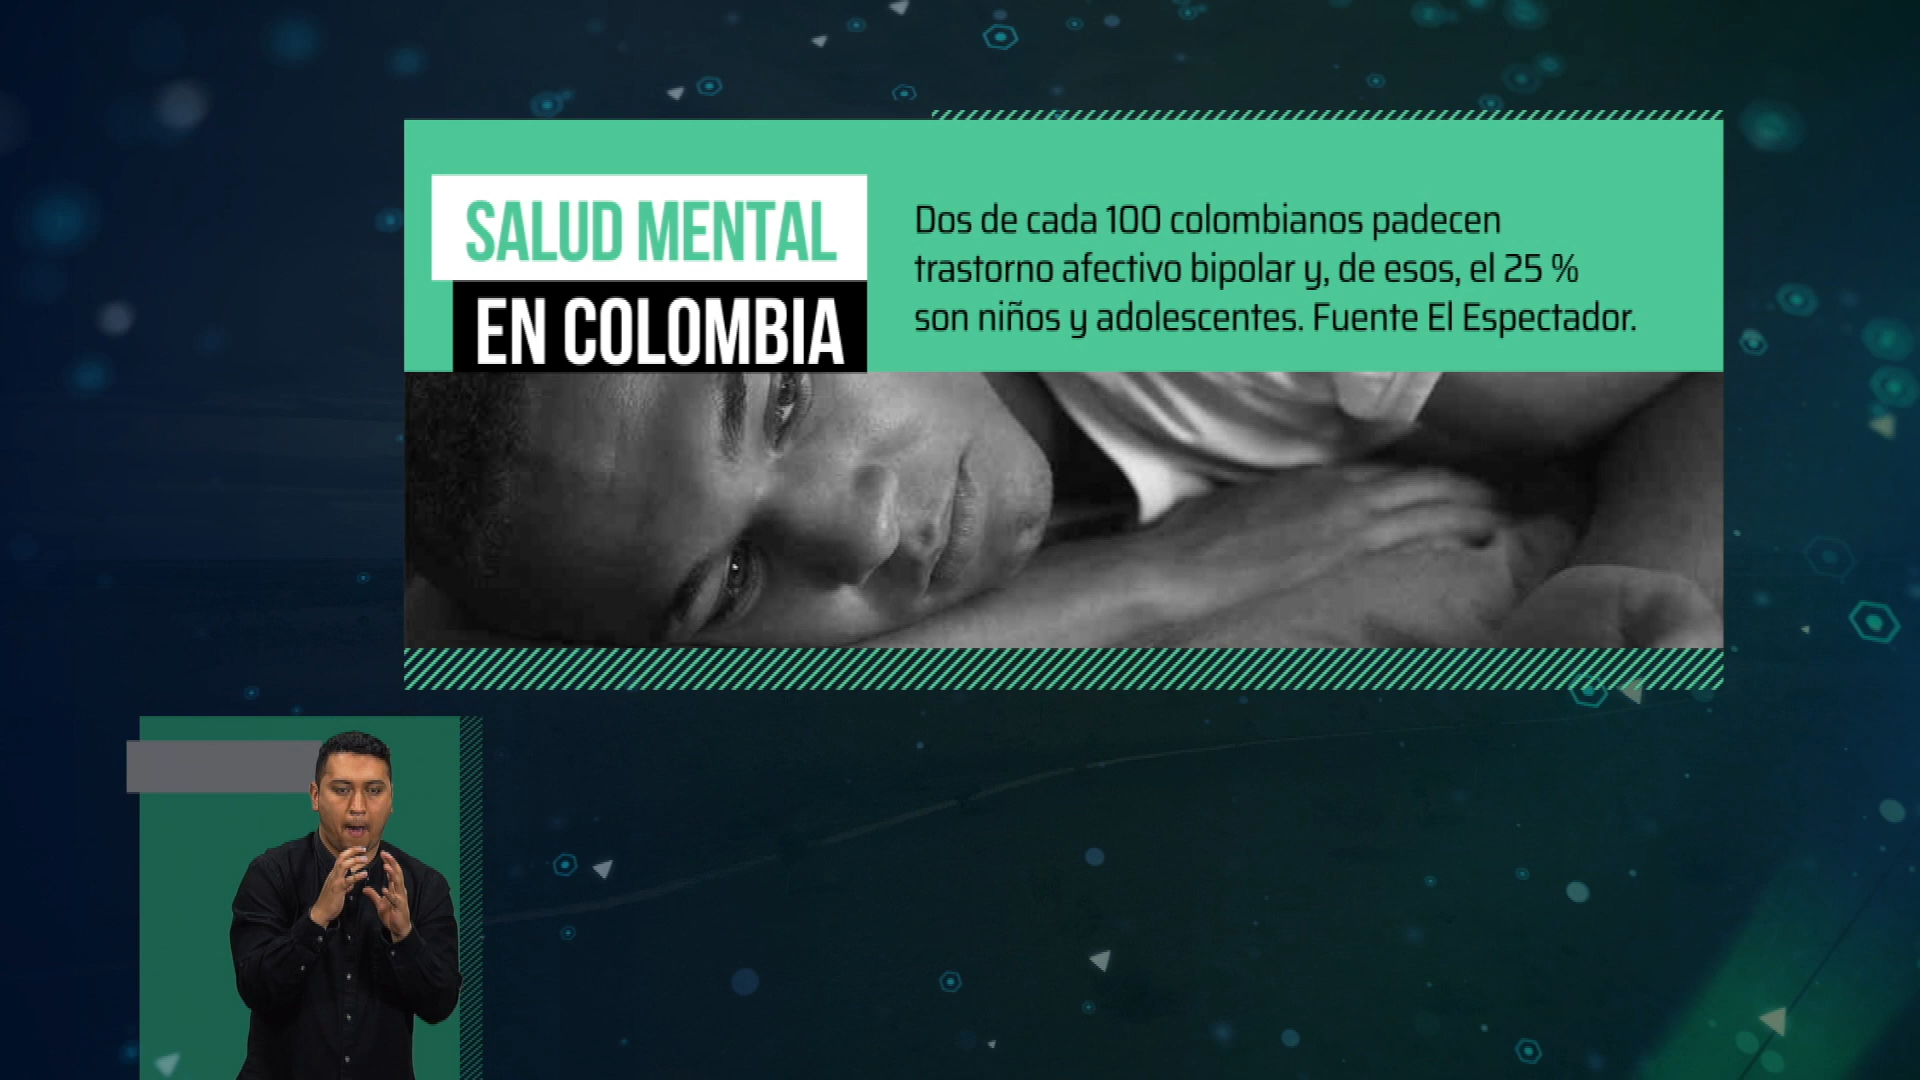 SALUD MENTAL
EN COLOMBIA
Dos de cada 100 colombianos padecen
trastorno afectivo bipolar y, de esos, el 25 %
son niños y adolescentes. Fuente El Espectador.